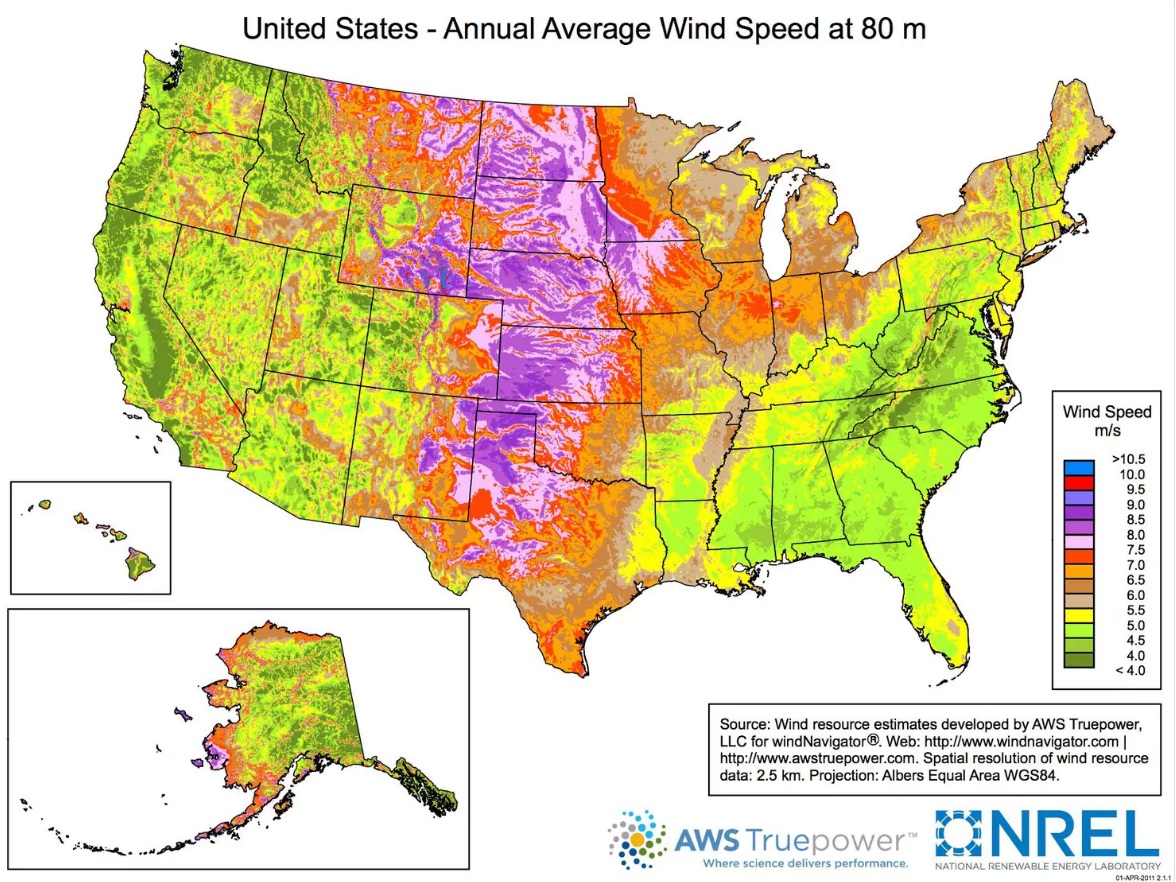 United States - Annual Average Wind Speed at 80 m
Wind Speed
m/s
>10.5
10.0
9.5
9.0
8.5
8.0
7.5
7.0
6.5
6.0
5.5
5.0
4.5
4.0
< 4.0
Source: Wind resource estimates developed by AWS Truepower,
LLC for windNavigator®. Web: http://www.windnavigator.com |
http://www.awstruepower.com. Spatial resolution of wind resource
data: 2.5 km. Projection: Albers Equal Area WGS84.
AWS Truepower™
Where science delivers performance.
NREL
NATIONAL RENEWABLE ENERGY LABORATORY
01-APR-2011 2.1.1